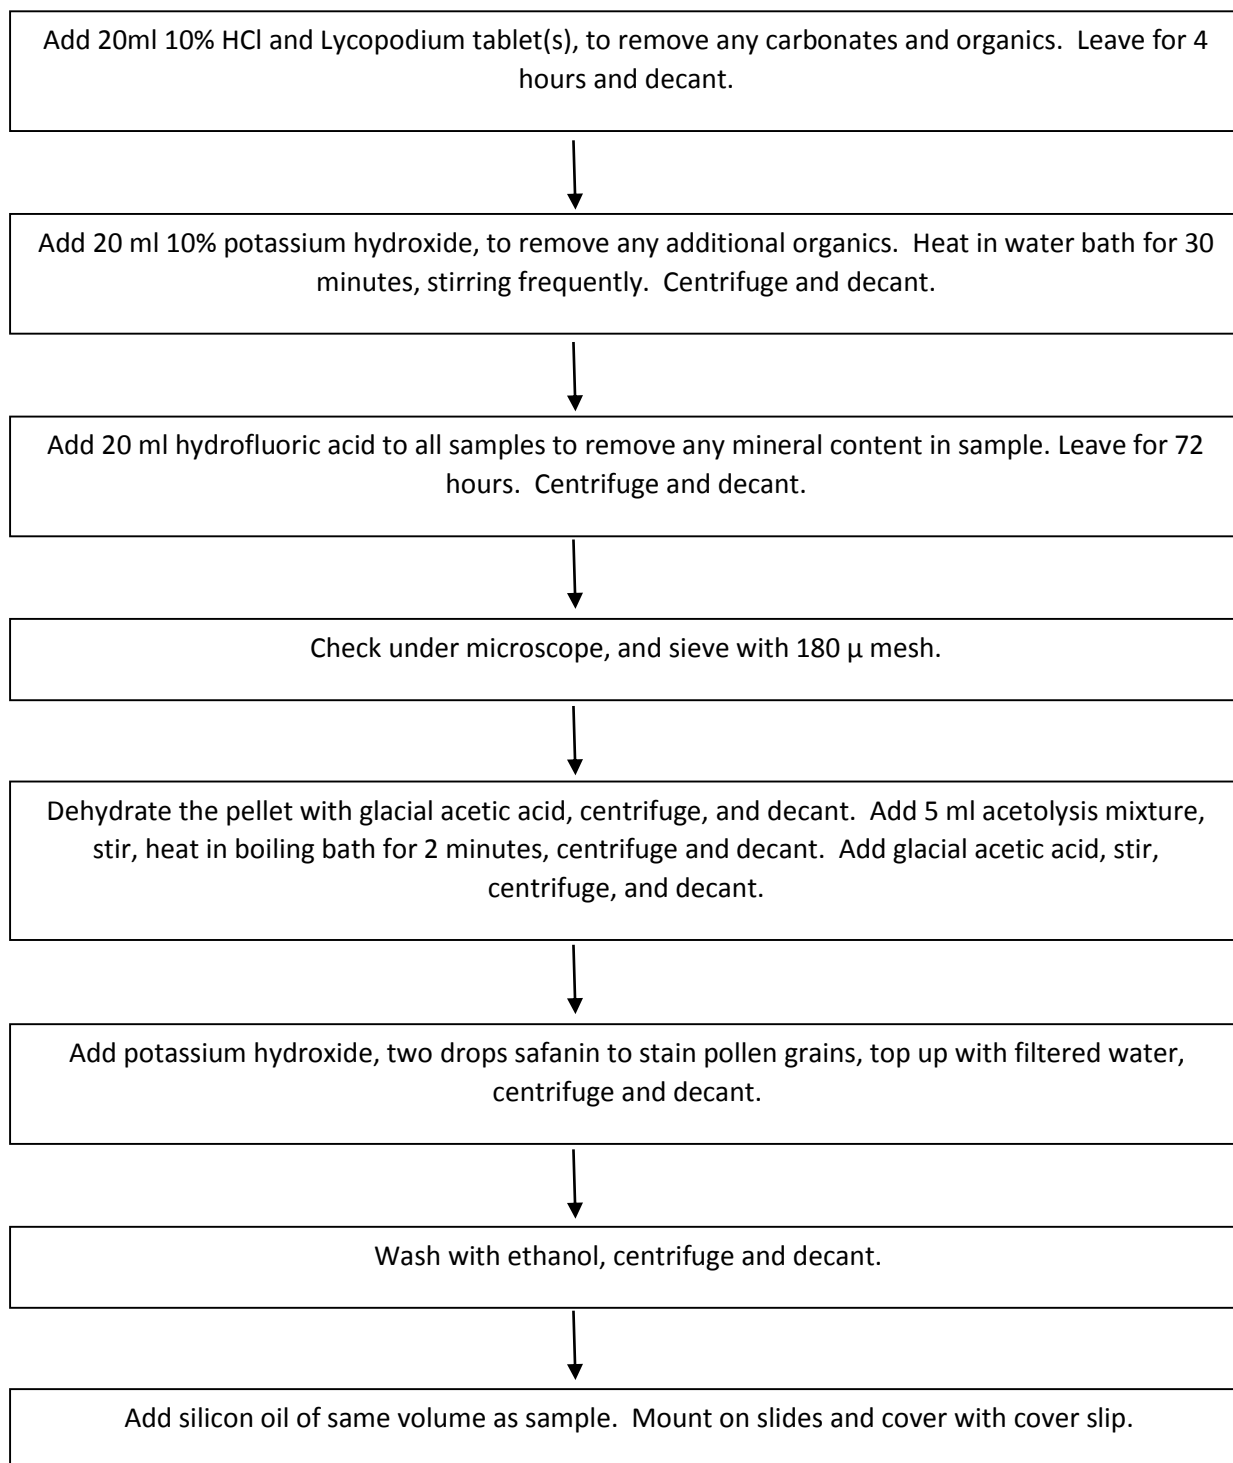 Add 20ml 10% HCl and Lycopodium tablet(s), to remove any carbonates and organics.  Leave for 4
hours and decant.
Add 20 ml 10% potassium hydroxide, to remove any additional organics.  Heat in water bath for 30
minutes, stirring frequently.  Centrifuge and decant.
Add 20 ml hydrofluoric acid to all samples to remove any mineral content in sample. Leave for 72
hours.  Centrifuge and decant.
Check under microscope, and sieve with 180 µ mesh.
Dehydrate the pellet with glacial acetic acid, centrifuge, and decant.  Add 5 ml acetolysis mixture,
stir, heat in boiling bath for 2 minutes, centrifuge and decant.  Add glacial acetic acid, stir,
centrifuge, and decant.
Add potassium hydroxide, two drops safanin to stain pollen grains, top up with filtered water,
centrifuge and decant.
Wash with ethanol, centrifuge and decant.
Add silicon oil of same volume as sample.  Mount on slides and cover with cover slip.